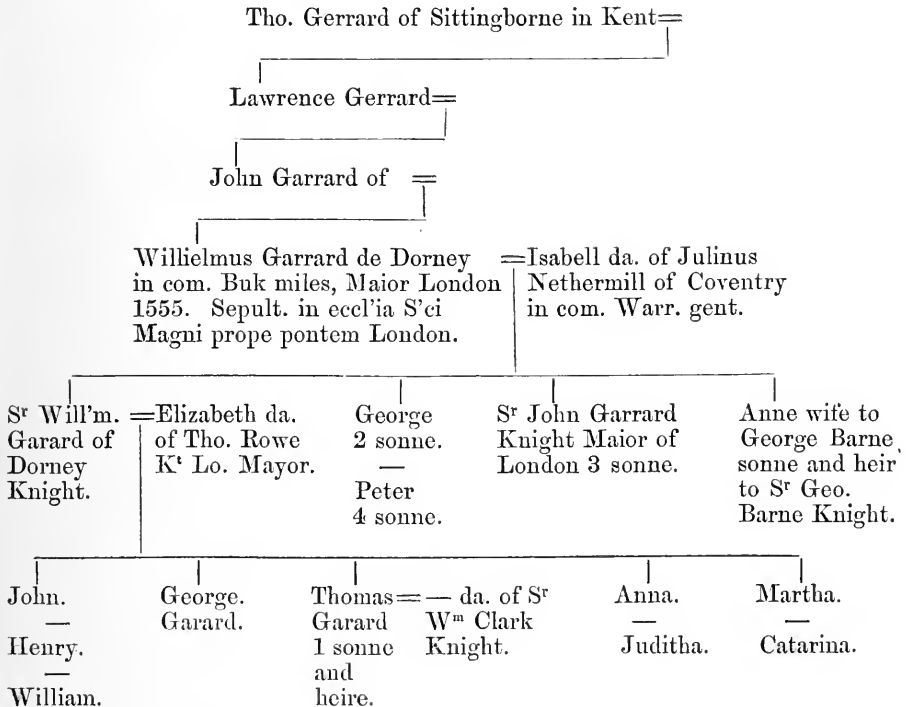 Tho. Gerrard of Sittingborne in Kent=
Lawrence Gerrard=
John Garrard of =
Willielmus Garrard de Dorney
in com. Buk miles, Maior London
1555. Sepult. in eccl'ia S'ci
Magni prope pontem London.
=Isabell da. of Julinus
Nethermill of Coventry
in com. Warr. gent.
Sʳ Will'm.
Garard of
Dorney
Knight.
=Elizabeth da.
of Tho. Rowe
Kᵗ Lo. Mayor.
George
2 sonne.
—
Peter
4 sonne.
Sʳ John Garrard
Knight Maior of
London 3 sonne.
Anne wife to
George Barne
sonne and heir
to Sʳ Geo.
Barne Knight.
John.
—
Henry.
—
William.
George.
Garard.
Thomas=
Garard
1 sonne
and
heire.
— da. of Sʳ
Wᵐ Clark
Knight.
Anna.
—
Juditha.
Martha.
—
Catarina.